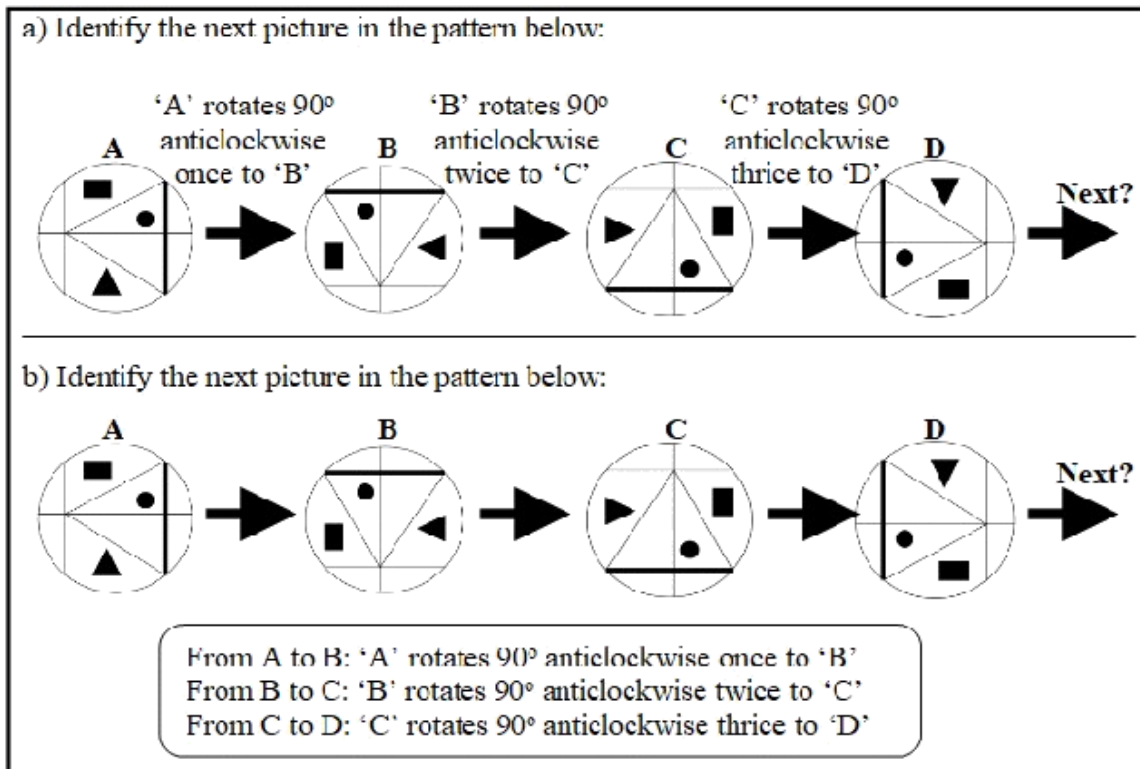 a) Identify the next picture in the pattern below:
‘A’ rotates 90º
anticlockwise
once to ‘B’
‘B’ rotates 90º
anticlockwise
twice to ‘C’
‘C’ rotates 90º
anticlockwise
thrice to ‘D’
A
B
C
D
Next?
b) Identify the next picture in the pattern below:
A
B
C
D
Next?
From A to B: ‘A’ rotates 90º anticlockwise once to ‘B’
From B to C: ‘B’ rotates 90º anticlockwise twice to ‘C’
From C to D: ‘C’ rotates 90º anticlockwise thrice to ‘D’